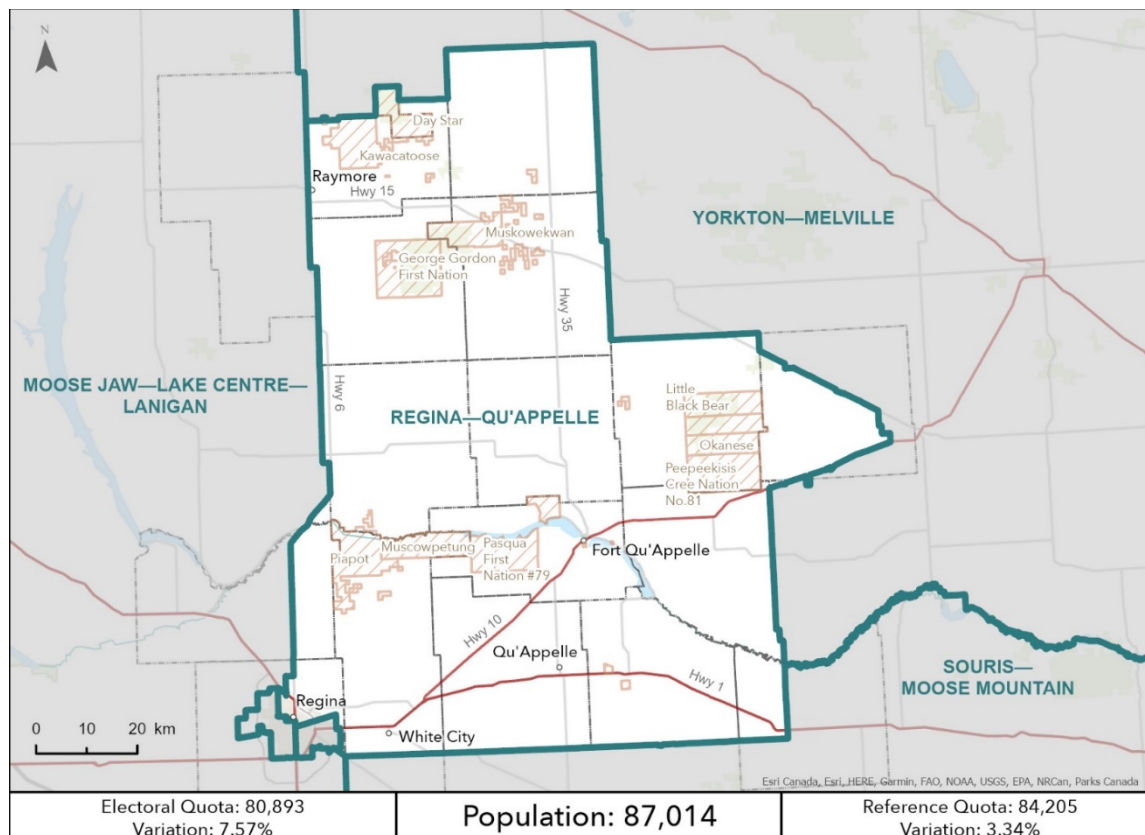 N
Day Star
Kawacatoose
Raymore
Hwy 15
Muskowekwan
George Gordon
First Nation
YORKTON—MELVILLE
Hwy 35
MOOSE JAW—LAKE CENTRE—
LANIGAN
Hwy 6
REGINA—QU'APPELLE
Little
Black Bear
Okanese
Peepeekisis
Cree Nation
No.81
Piapot
Muscowpetung
Pasqua
First
Nation #79
Fort Qu'Appelle
Hwy 10
Qu'Appelle
Hwy 1
SOURIS—
MOOSE MOUNTAIN
Regina
White City
0 10 20 km
Esri Canada, Esri, HERE, Garmin, FAO, NOAA, USGS, EPA, NRCan, Parks Canada
Electoral Quota: 80,893
Variation: 7.57%
Population: 87,014
Reference Quota: 84,205
Variation: 3.34%